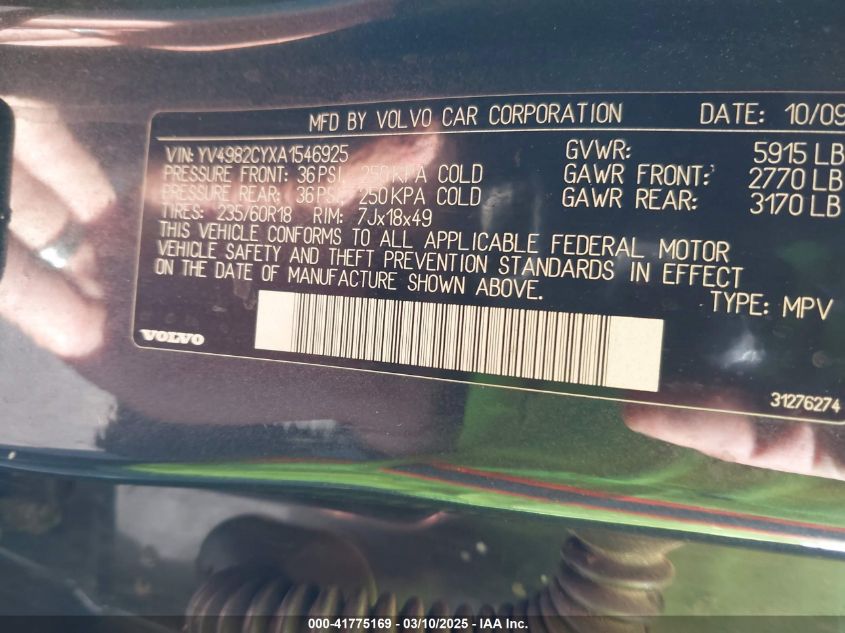 MFD BY VOLVO CAR CORPORATION DATE: 10/09
VIN: YV4982CYXA1546925 GVWR: 5915 LB
PRESSURE FRONT: 36 PSI, 250 KPA COLD GAWR FRONT: 2770 LB
PRESSURE REAR: 36 PSI, 250 KPA COLD GAWR REAR: 3170 LB
TIRES: 235/60R18 RIM: 7Jx18x49
THIS VEHICLE CONFORMS TO ALL APPLICABLE FEDERAL MOTOR
VEHICLE SAFETY AND THEFT PREVENTION STANDARDS IN EFFECT
ON THE DATE OF MANUFACTURE SHOWN ABOVE.
TYPE: MPV
VOLVO
31276274
000-41775169 - 03/10/2025 - IAA Inc.